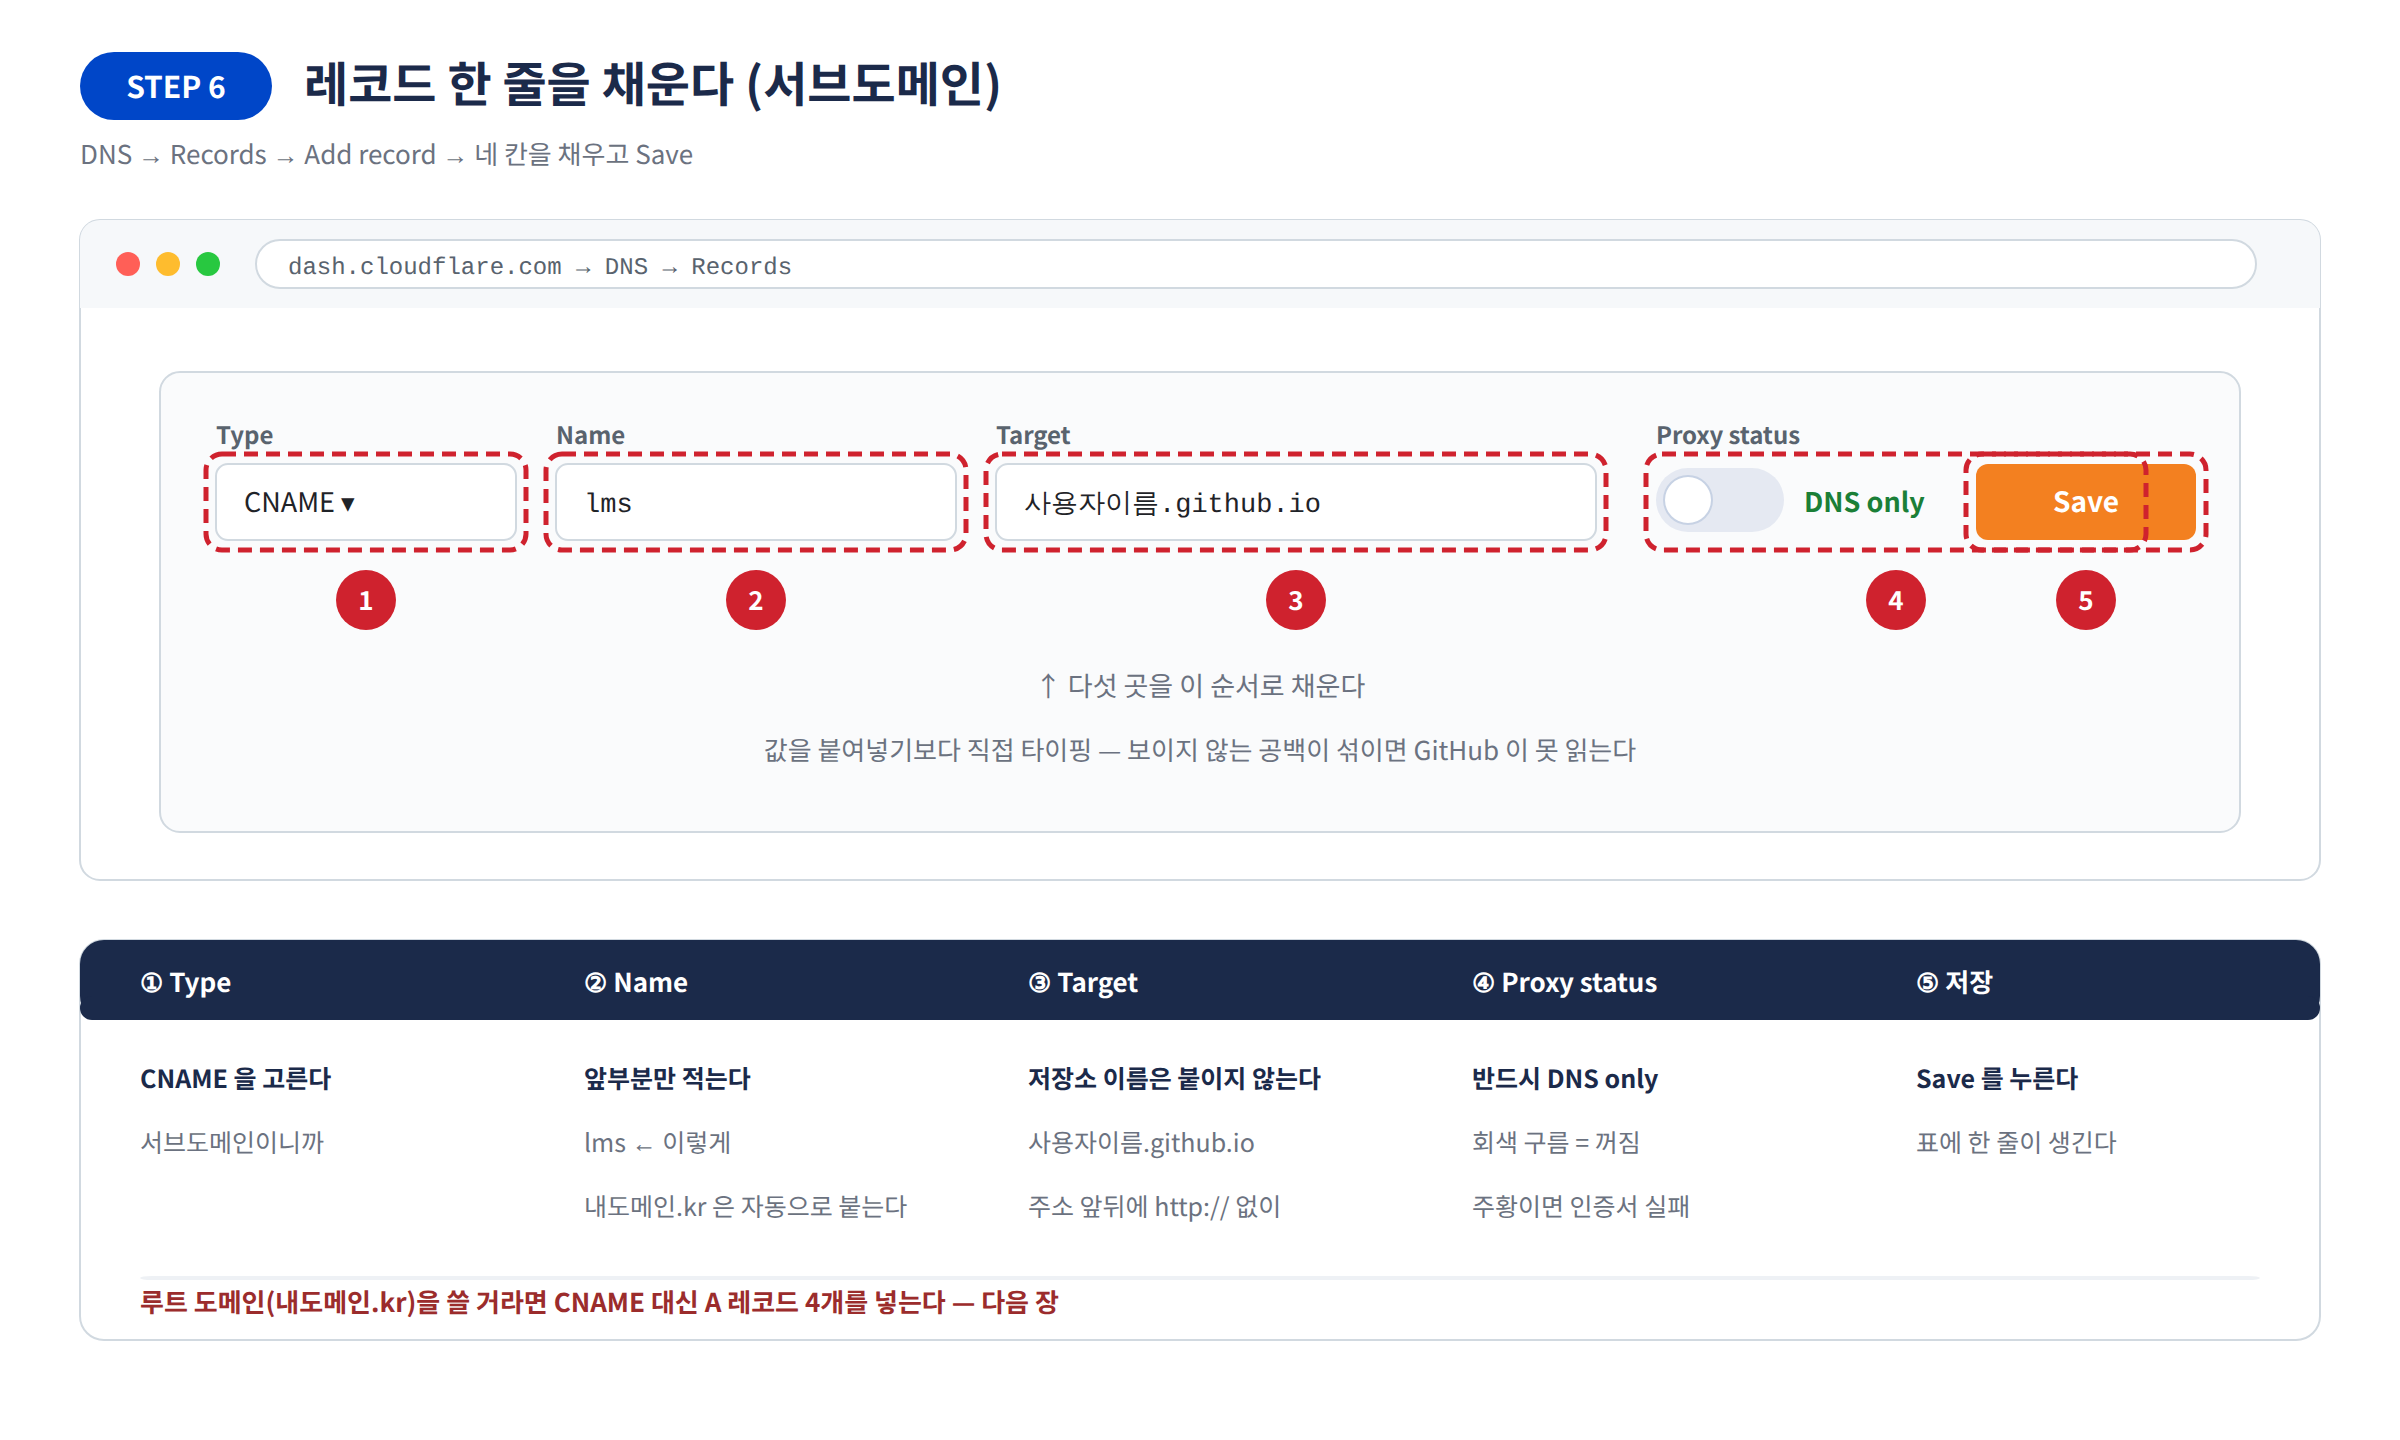 STEP 6
레코드 한 줄을 채운다 (서브도메인)
DNS → Records → Add record → 네 칸을 채우고 Save
dash.cloudflare.com → DNS → Records
Type
Name
Target
Proxy status
CNAME ▾
lms
사용자이름.github.io
DNS only
Save
1
2
3
4
5
↑ 다섯 곳을 이 순서로 채운다
값을 붙여넣기보다 직접 타이핑 — 보이지 않는 공백이 섞이면 GitHub 이 못 읽는다
① Type
② Name
③ Target
④ Proxy status
⑤ 저장
CNAME 을 고른다
앞부분만 적는다
저장소 이름은 붙이지 않는다
반드시 DNS only
Save 를 누른다
서브도메인이니까
lms ← 이렇게
사용자이름.github.io
회색 구름 = 꺼짐
표에 한 줄이 생긴다
내도메인.kr 은 자동으로 붙는다
주소 앞뒤에 http:// 없이
주황이면 인증서 실패
루트 도메인(내도메인.kr)을 쓸 거라면 CNAME 대신 A 레코드 4개를 넣는다 — 다음 장